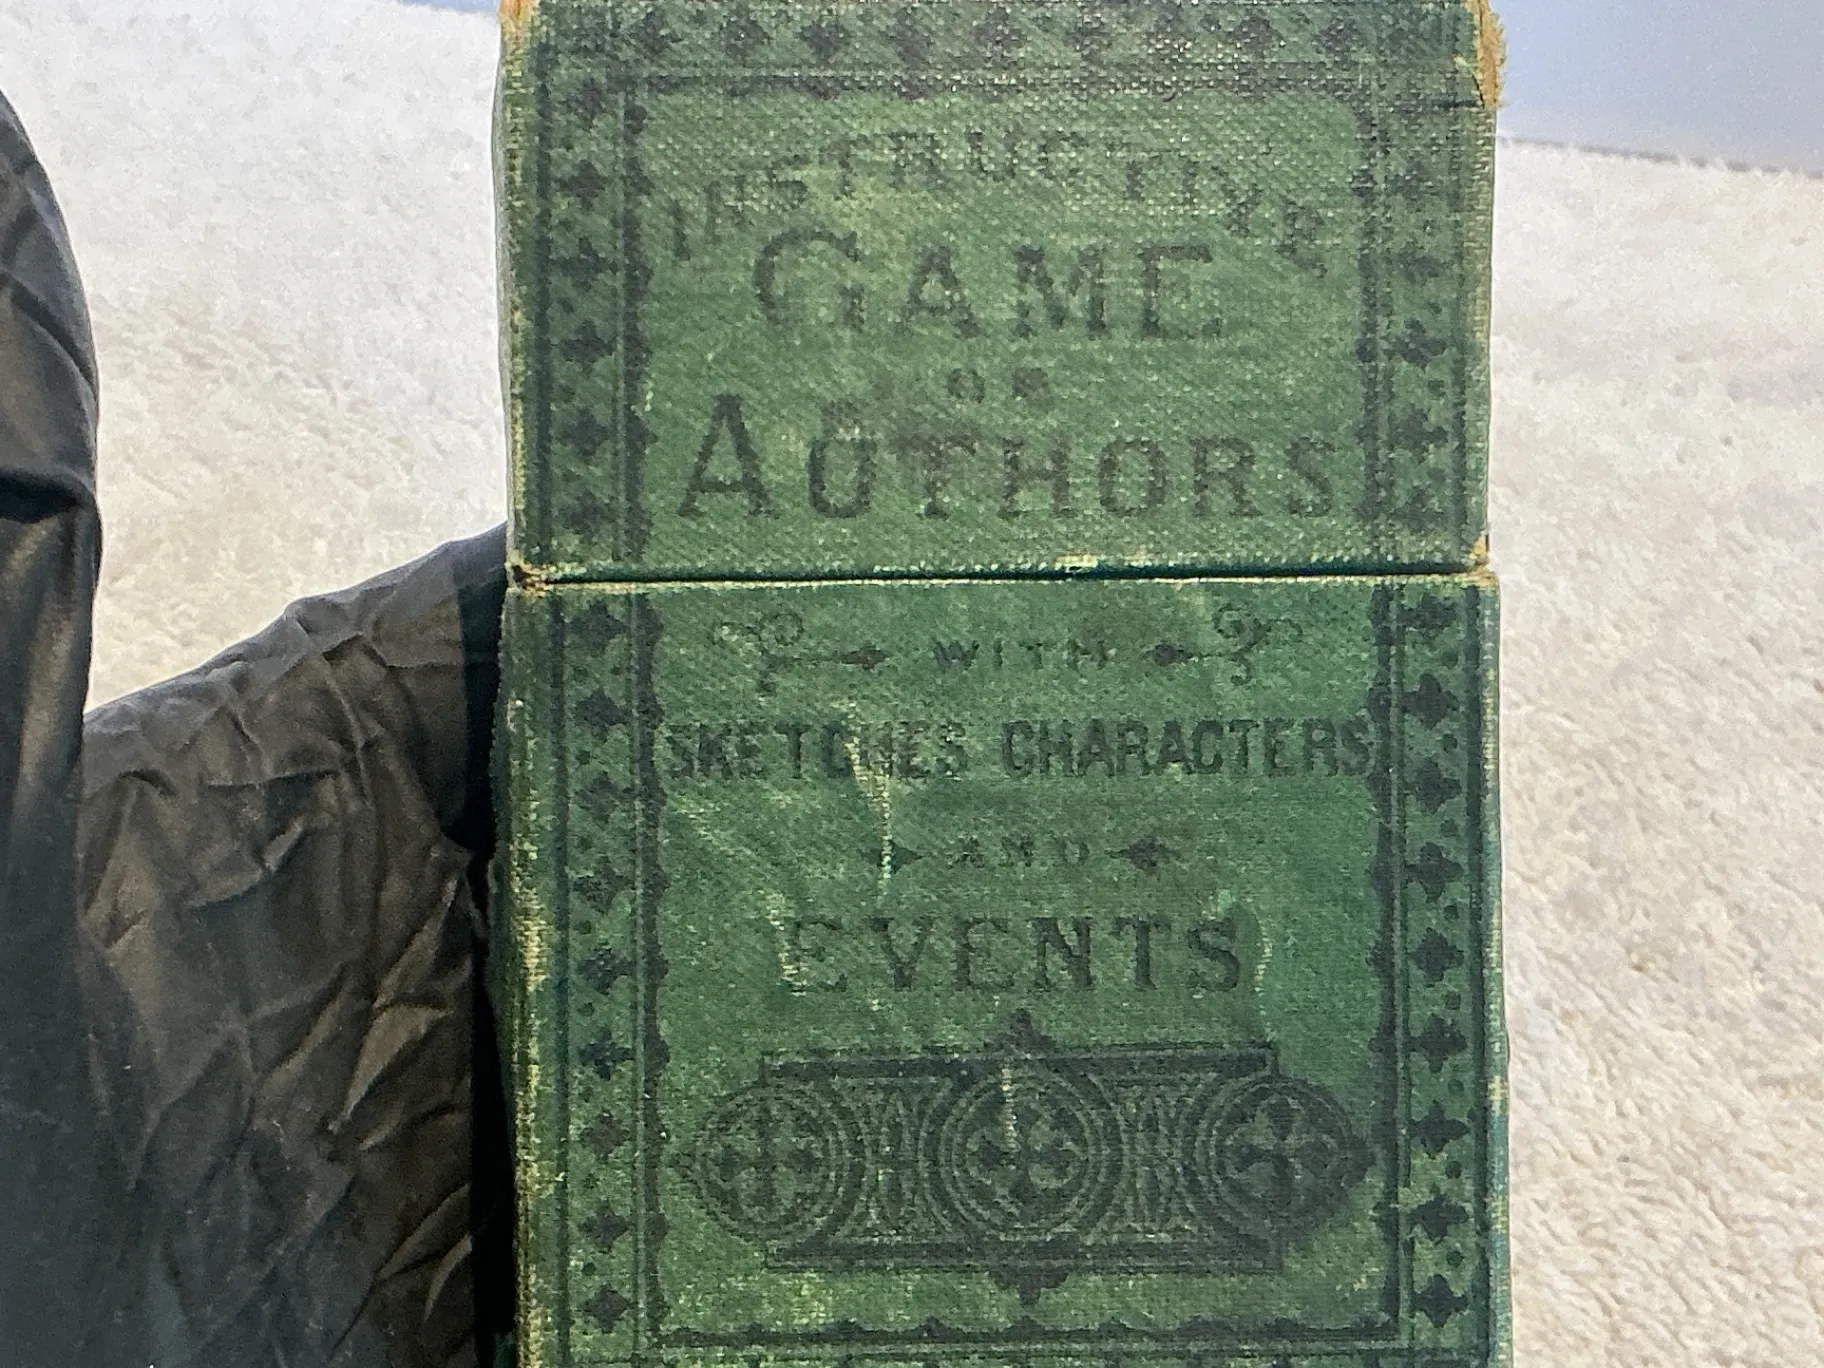 INSTRUCTIVE
GAME
OF
AUTHORS
WITH
SKETCHES CHARACTERS
AND
EVENTS